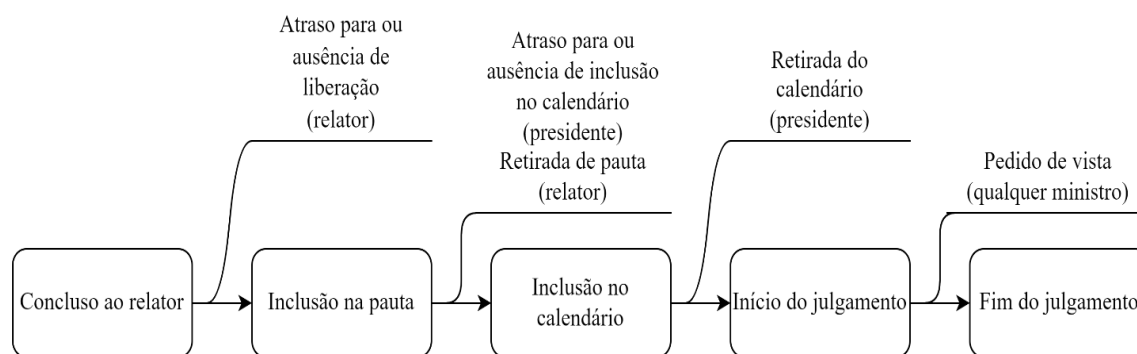 Atraso para ou
ausência de
liberação
(relator)
Atraso para ou
ausência de inclusão
no calendário
(presidente)
Retirada de pauta
(relator)
Retirada do
calendário
(presidente)
Pedido de vista
(qualquer ministro)
Concluso ao relator
Inclusão na pauta
Inclusão no
calendário
Início do julgamento
Fim do julgamento